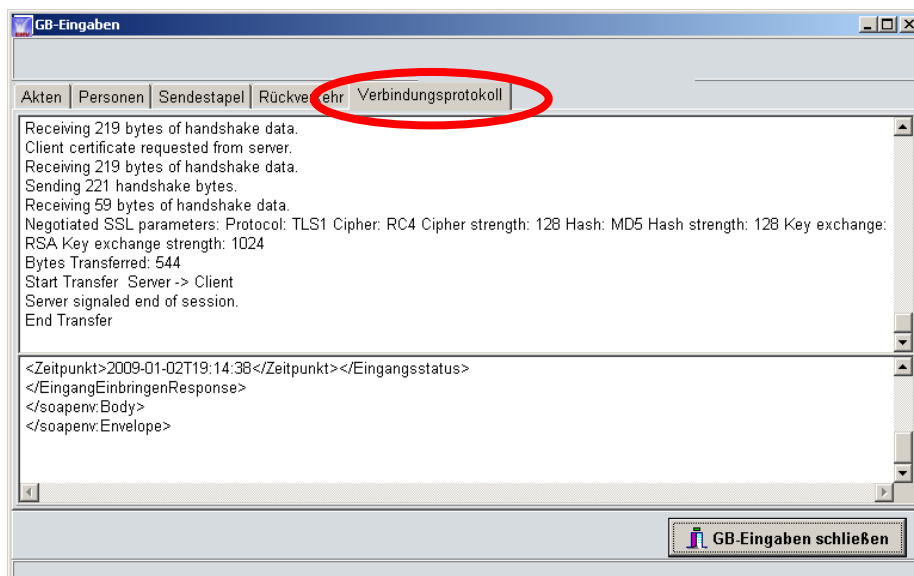 GB-Eingaben
Akten Personen Sendestapel Rückverkehr Verbindungsprotokoll
Receiving 219 bytes of handshake data.
Client certificate requested from server.
Receiving 219 bytes of handshake data.
Sending 221 handshake bytes.
Receiving 59 bytes of handshake data.
Negotiated SSL parameters: Protocol: TLS1 Cipher: RC4 Cipher strength: 128 Hash: MD5 Hash strength: 128 Key exchange:
RSA Key exchange strength: 1024
Bytes Transferred: 544
Start Transfer  Server -> Client
Server signaled end of session.
End Transfer
<Zeitpunkt>2009-01-02T19:14:38</Zeitpunkt></Eingangsstatus>
</EingangEinbringenResponse>
</soapenv:Body>
</soapenv:Envelope>
GB-Eingaben schließen